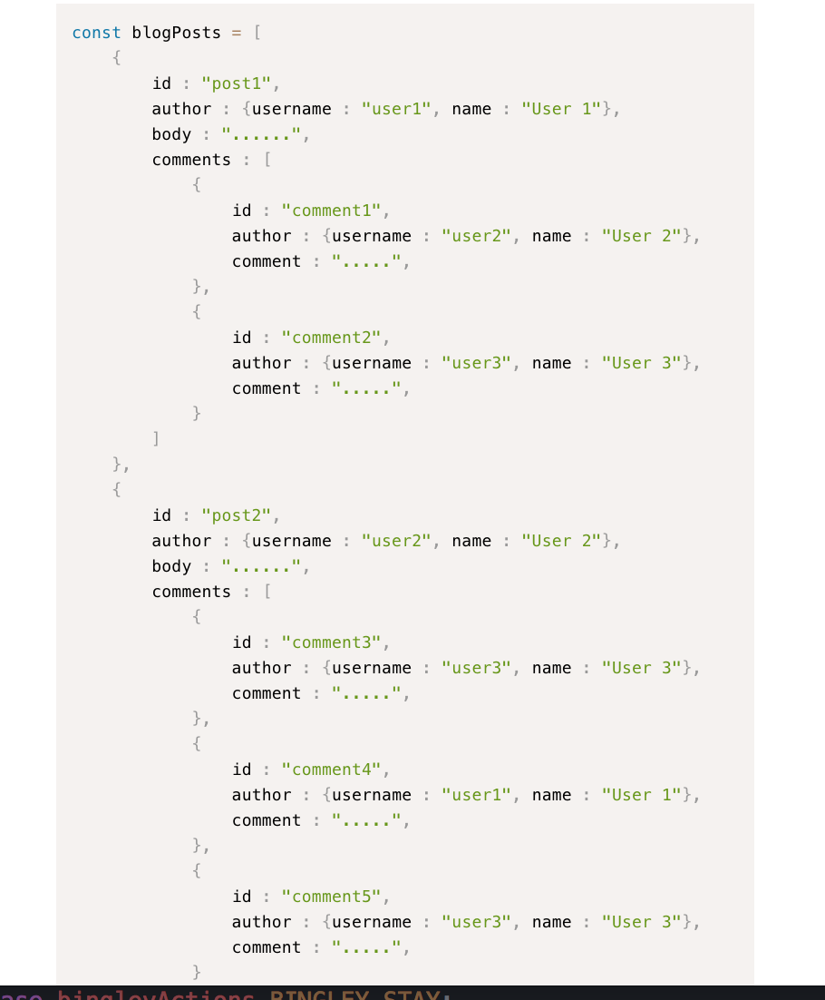 const blogPosts = [
    {
        id : "post1",
        author : {username : "user1", name : "User 1"},
        body : "......",
        comments : [
            {
                id : "comment1",
                author : {username : "user2", name : "User 2"},
                comment : ".....",
            },
            {
                id : "comment2",
                author : {username : "user3", name : "User 3"},
                comment : ".....",
            }
        ]
    },
    {
        id : "post2",
        author : {username : "user2", name : "User 2"},
        body : "......",
        comments : [
            {
                id : "comment3",
                author : {username : "user3", name : "User 3"},
                comment : ".....",
            },
            {
                id : "comment4",
                author : {username : "user1", name : "User 1"},
                comment : ".....",
            },
            {
                id : "comment5",
                author : {username : "user3", name : "User 3"},
                comment : ".....",
            }
ase bingleyActions.BINGLEY_STAY: